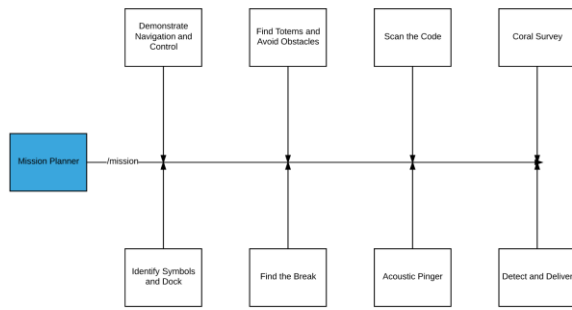 Demonstrate
Navigation and
Control
Find Totems and
Avoid Obstacles
Scan the Code
Coral Survey
Mission Planner
/mission
Identify Symbols
and Dock
Find the Break
Acoustic Pinger
Detect and Deliver